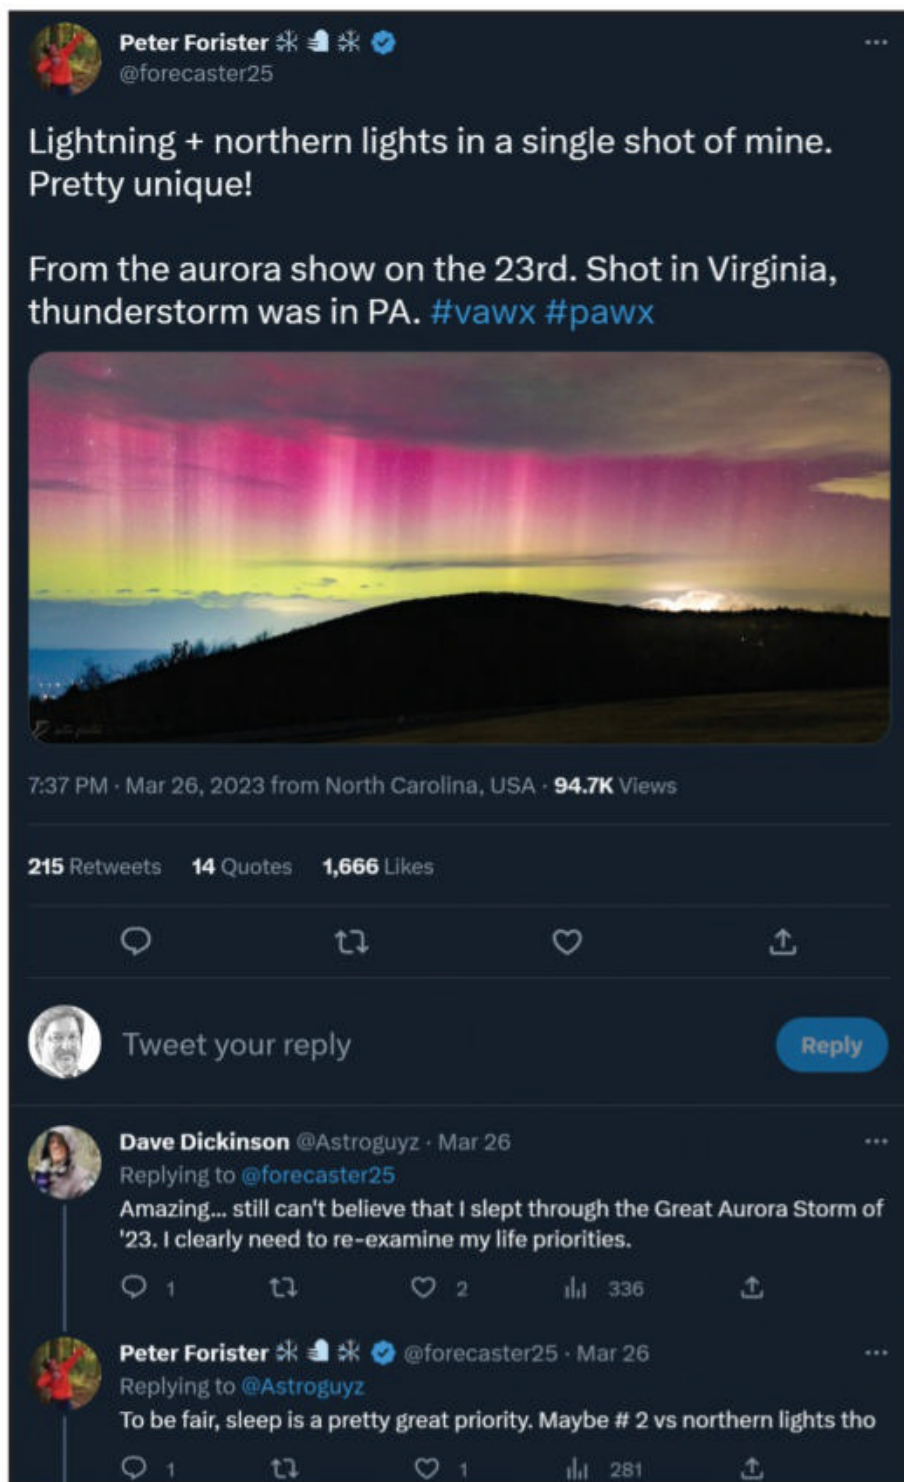 Peter Forister
@forecaster25
Lightning + northern lights in a single shot of mine.
Pretty unique!
From the aurora show on the 23rd. Shot in Virginia,
thunderstorm was in PA. #vawx #pawx
7:37 PM · Mar 26, 2023 from North Carolina, USA · 94.7K Views
215 Retweets 14 Quotes 1,666 Likes
Tweet your reply
Reply
Dave Dickinson @Astroguyz · Mar 26
Replying to @forecaster25
Amazing... still can't believe that I slept through the Great Aurora Storm of
'23. I clearly need to re-examine my life priorities.
1 2 336
Peter Forister @forecaster25 · Mar 26
Replying to @Astroguyz
To be fair, sleep is a pretty great priority. Maybe # 2 vs northern lights tho
1 1 281